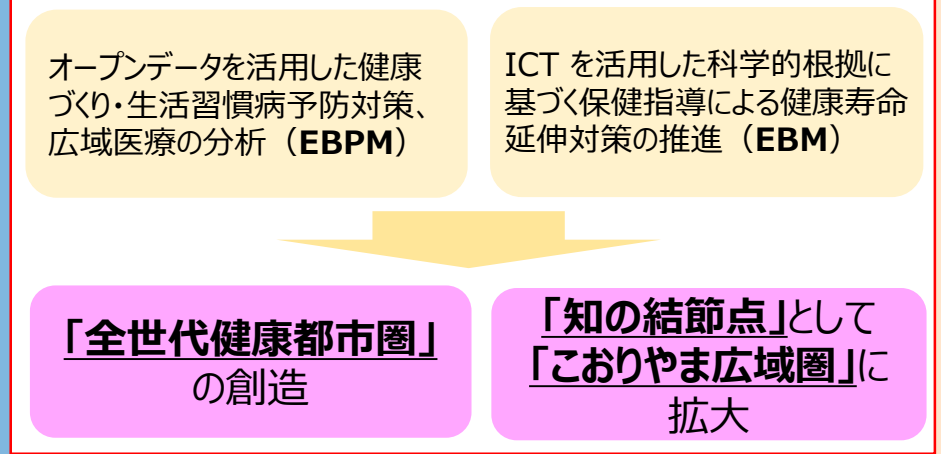 オープンデータを活用した健康
づくり・生活習慣病予防対策、
広域医療の分析（EBPM）
ICT を活用した科学的根拠に
基づく保健指導による健康寿命
延伸対策の推進（EBM）
「全世代健康都市圏」
の創造
「知の結節点」として
「こおりやま広域圏」に
拡大